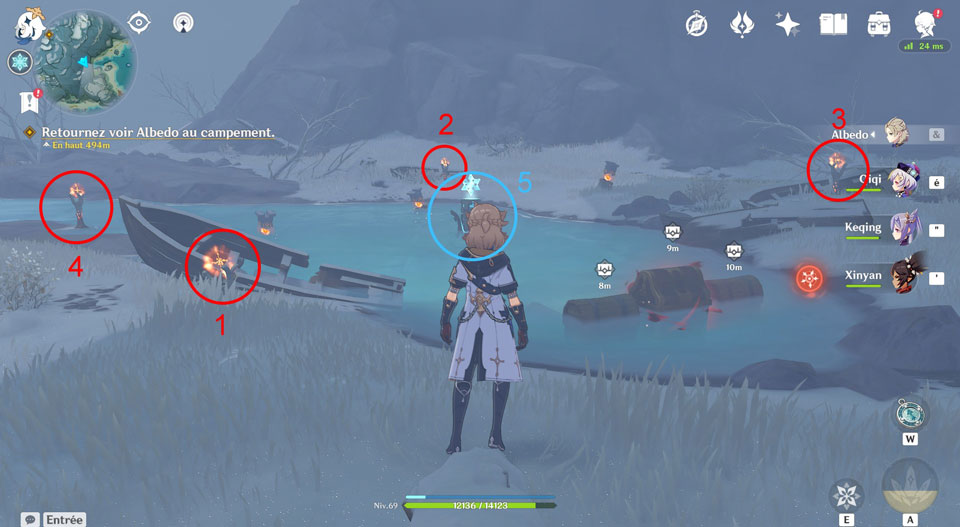 24 ms
Retournez voir Albedo au campement.
En haut 494m
2
3
Albedo
&
5
Qiqi
é
4
Keqing
"
9m
10m
8m
Xinyan
'
1
W
Niv.69
12136 / 14123
Entrée
E
A